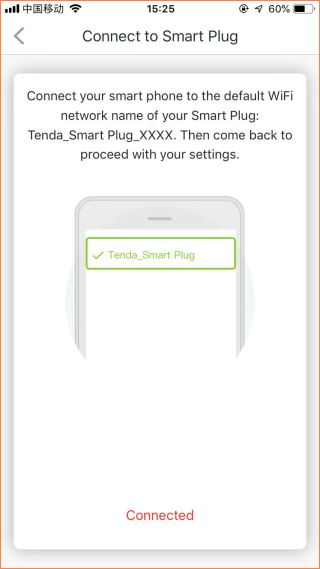 中国移动 15:25 60%
Connect to Smart Plug
Connect your smart phone to the default WiFi
network name of your Smart Plug:
Tenda_Smart Plug_XXXX. Then come back to
proceed with your settings.
Tenda_Smart Plug
Connected